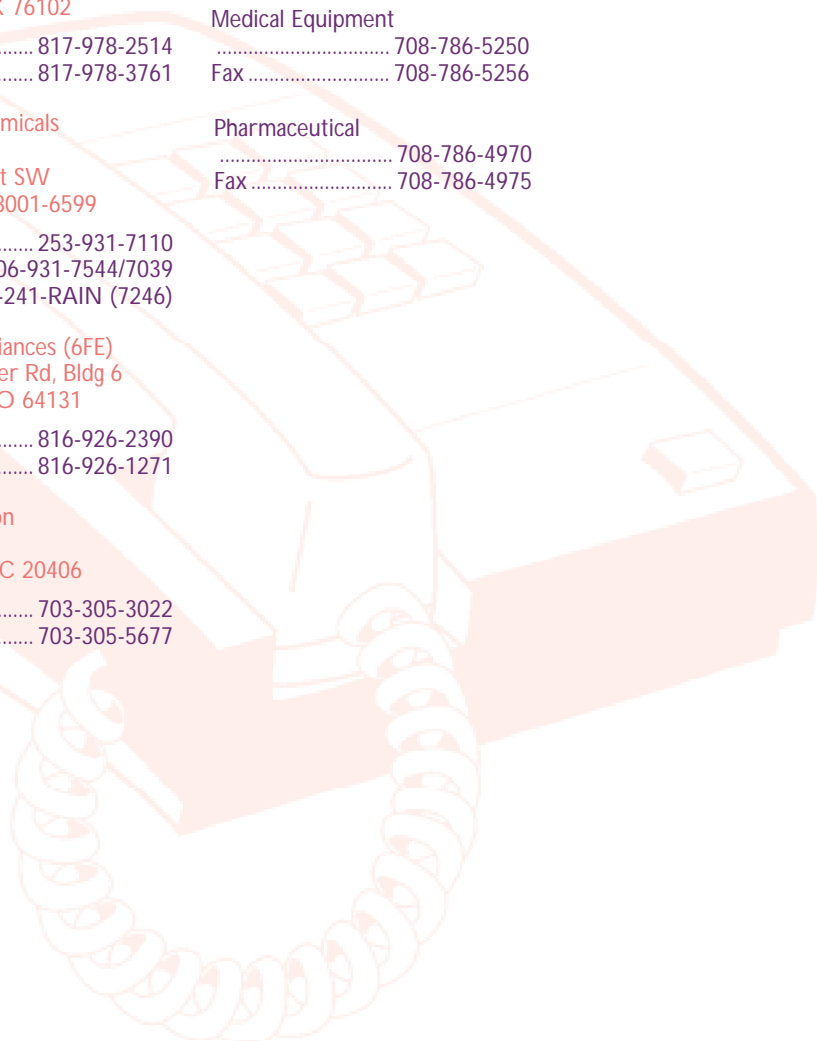 X 76102
....... 817-978-2514
....... 817-978-3761
micals
t SW
8001-6599
....... 253-931-7110
06-931-7544/7039
-241-RAIN (7246)
iances (6FE)
er Rd, Bldg 6
O 64131
....... 816-926-2390
....... 816-926-1271
on
C 20406
....... 703-305-3022
....... 703-305-5677
Medical Equipment
................................. 708-786-5250
Fax ........................... 708-786-5256
Pharmaceutical
................................. 708-786-4970
Fax ........................... 708-786-4975